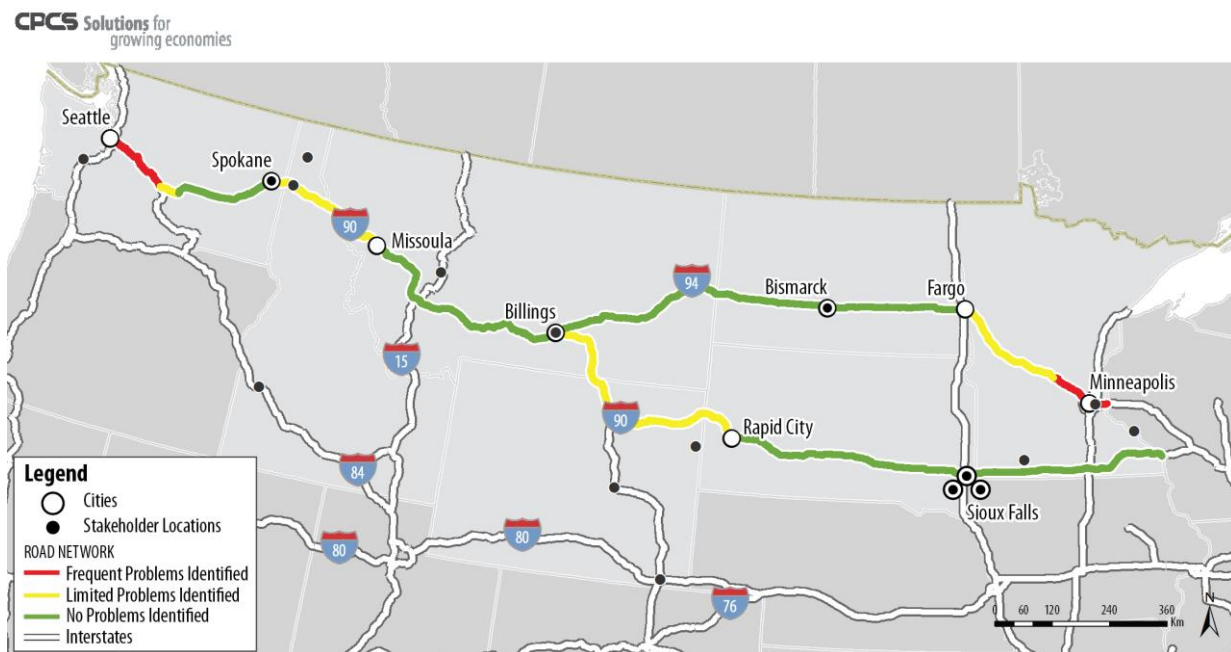 CPCS Solutions for
growing economies
Seattle
Spokane
90
Missoula
Billings
94
Bismarck
Fargo
Minneapolis
15
90
Rapid City
Sioux Falls
84
80
80
76
Legend
Cities
Stakeholder Locations
ROAD NETWORK
Frequent Problems Identified
Limited Problems Identified
No Problems Identified
Interstates
0 60 120 240 360
Km
N